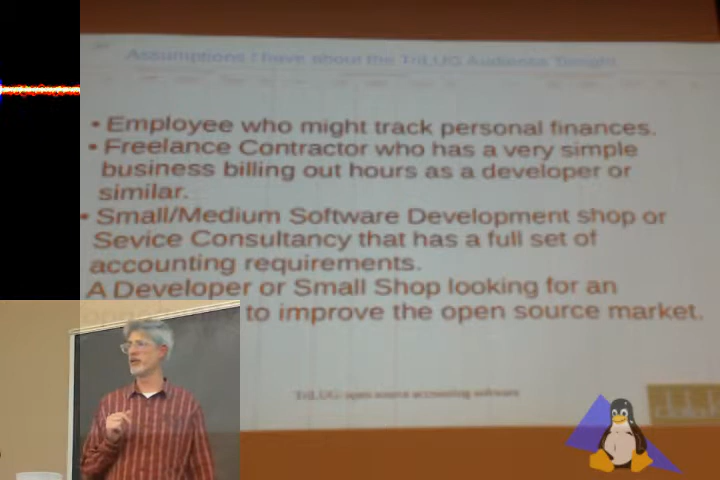 Assumptions I have about the TriLUG Audience Tonight
• Employee who might track personal finances.
• Freelance Contractor who has a very simple
business billing out hours as a developer or
similar.
• Small/Medium Software Development shop or
Sevice Consultancy that has a full set of
accounting requirements.
A Developer or Small Shop looking for an
to improve the open source market.
TriLUG: open source accounting software